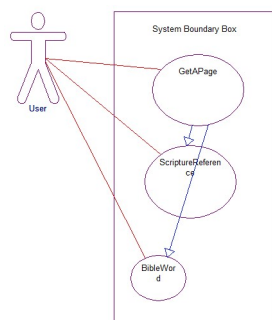 System Boundary Box
GetAPage
User
ScriptureReferen
ce
BibleWor
d